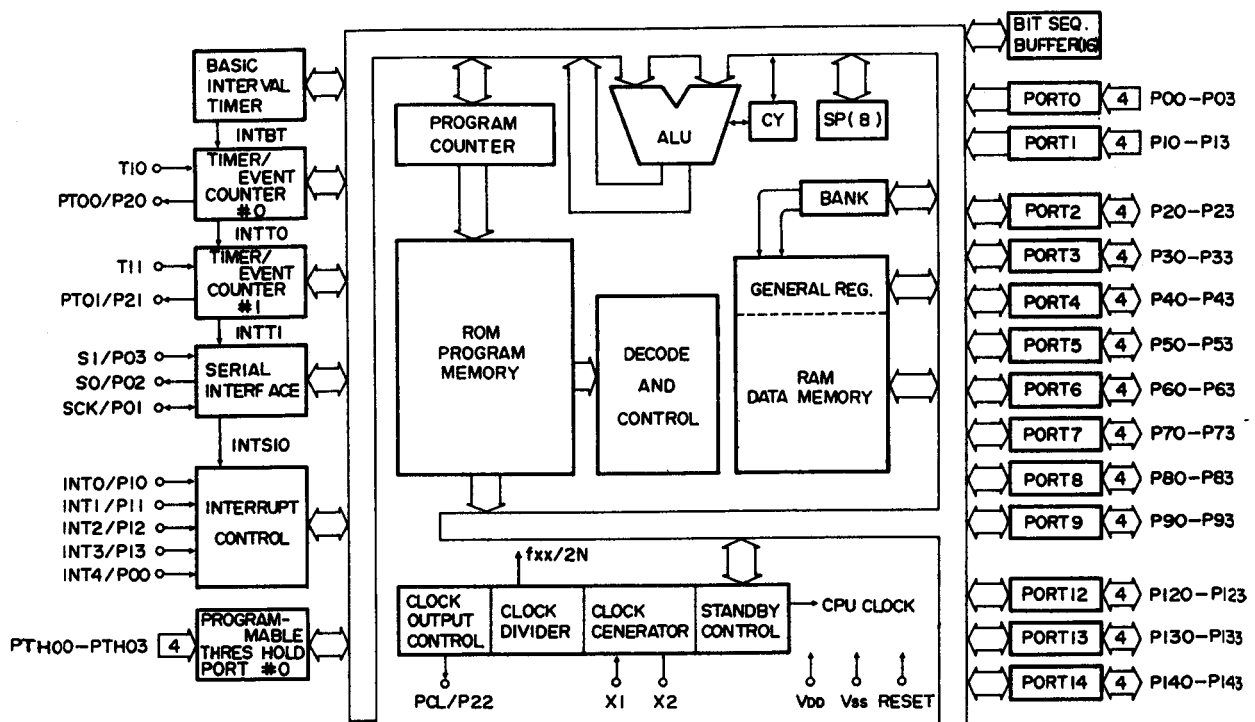 BASIC
INTERVAL
TIMER
INTBT
TI0
PTO0/P20
TIMER/
EVENT
COUNTER
#0
INTT0
TI1
PTO1/P21
TIMER/
EVENT
COUNTER
#1
INTT1
SI/P03
SO/P02
SCK/P01
SERIAL
INTERFACE
INTSIO
INT0/P10
INT1/P11
INT2/P12
INT3/P13
INT4/P00
INTERRUPT
CONTROL
PTH00-PTH03
4
PROGRAM-
MABLE
THRES HOLD
PORT #0
PROGRAM
COUNTER
ALU
CY
SP(8)
BANK
ROM
PROGRAM
MEMORY
DECODE
AND
CONTROL
GENERAL REG.
RAM
DATA MEMORY
fxx/2N
CLOCK
OUTPUT
CONTROL
CLOCK
DIVIDER
CLOCK
CENERATOR
STANDBY
CONTROL
CPU CLOCK
PCL/P22
X1
X2
VDD
VSS
RESET
BIT SEQ.
BUFFER(16)
PORT0 4 P00-P03
PORT1 4 P10-P13
PORT2 4 P20-P23
PORT3 4 P30-P33
PORT4 4 P40-P43
PORT5 4 P50-P53
PORT6 4 P60-P63
PORT7 4 P70-P73
PORT8 4 P80-P83
PORT9 4 P90-P93
PORT12 4 P120-P123
PORT13 4 P130-P133
PORT14 4 P140-P143